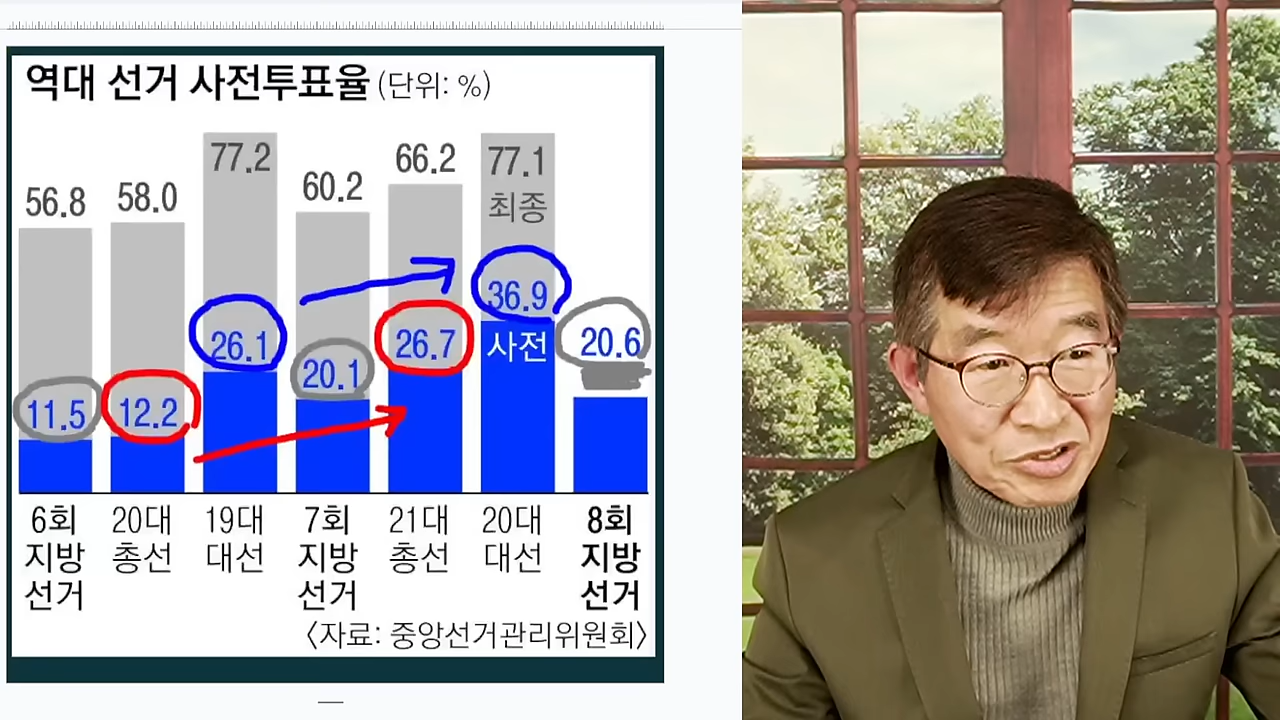 역대 선거 사전투표율 (단위: %)
56.8 58.0 77.2 60.2 66.2 77.1
최종
11.5 12.2 26.1 20.1 26.7 36.9 20.6
사전
6회 지방 선거
20대 총선
19대 대선
7회 지방 선거
21대 총선
20대 대선
8회 지방 선거
〈자료: 중앙선거관리위원회〉